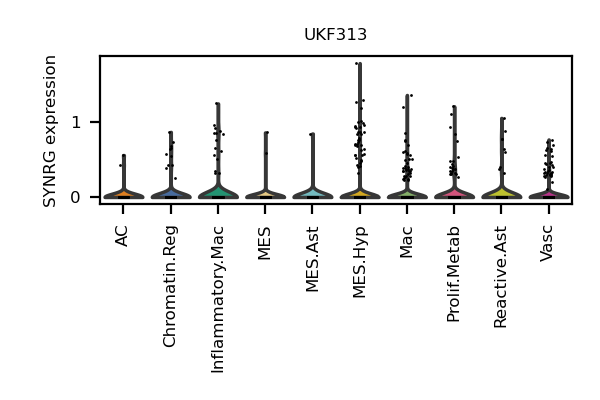 UKF313
SYNRG expression
1
0
AC
Chromatin.Reg
Inflammatory.Mac
MES
MES.Ast
MES.Hyp
Mac
Prolif.Metab
Reactive.Ast
Vasc